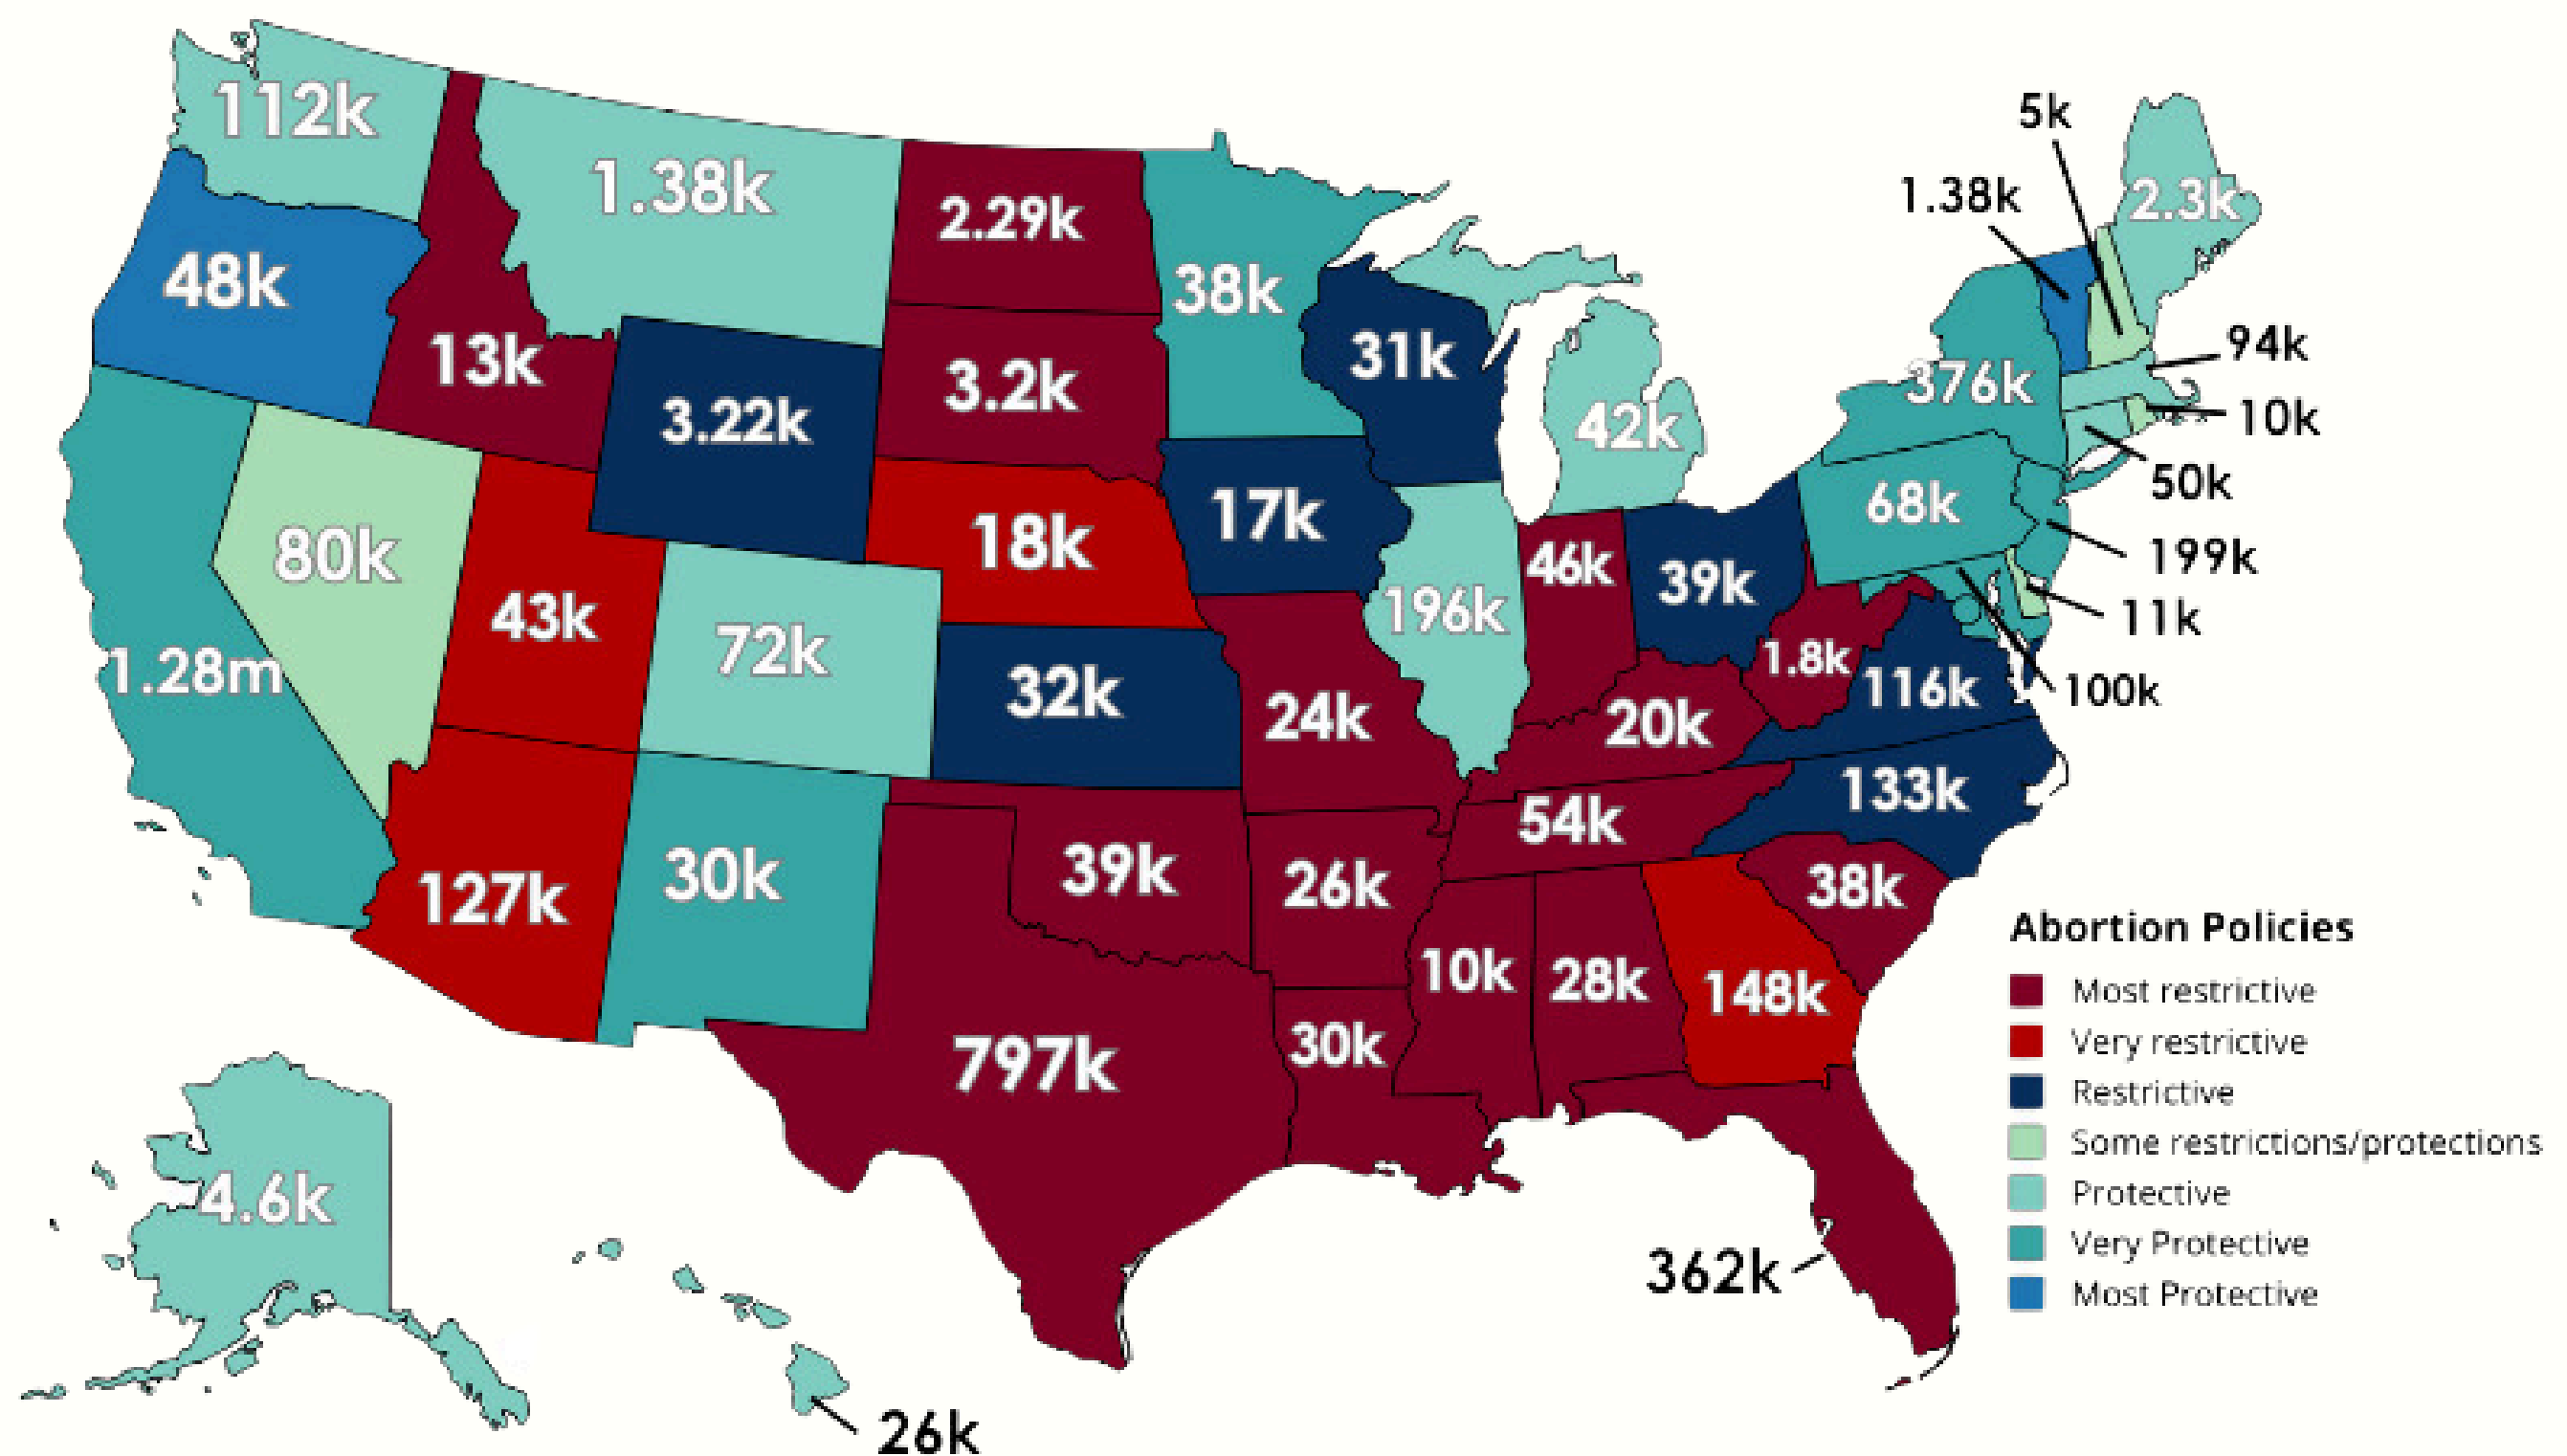 112k
5k
1.38k
1.38k
2.29k
2.3k
48k
38k
13k
31k
94k
3.2k
376k
3.22k
42k
10k
50k
17k
68k
80k
18k
199k
46k
39k
43k
196k
11k
72k
1.8k
1.28m
32k
116k
100k
24k
20k
133k
54k
127k
30k
39k
26k
38k
10k
28k
148k
30k
797k
4.6k
362k
26k
Abortion Policies
Most restrictive
Very restrictive
Restrictive
Some restrictions/protections
Protective
Very Protective
Most Protective